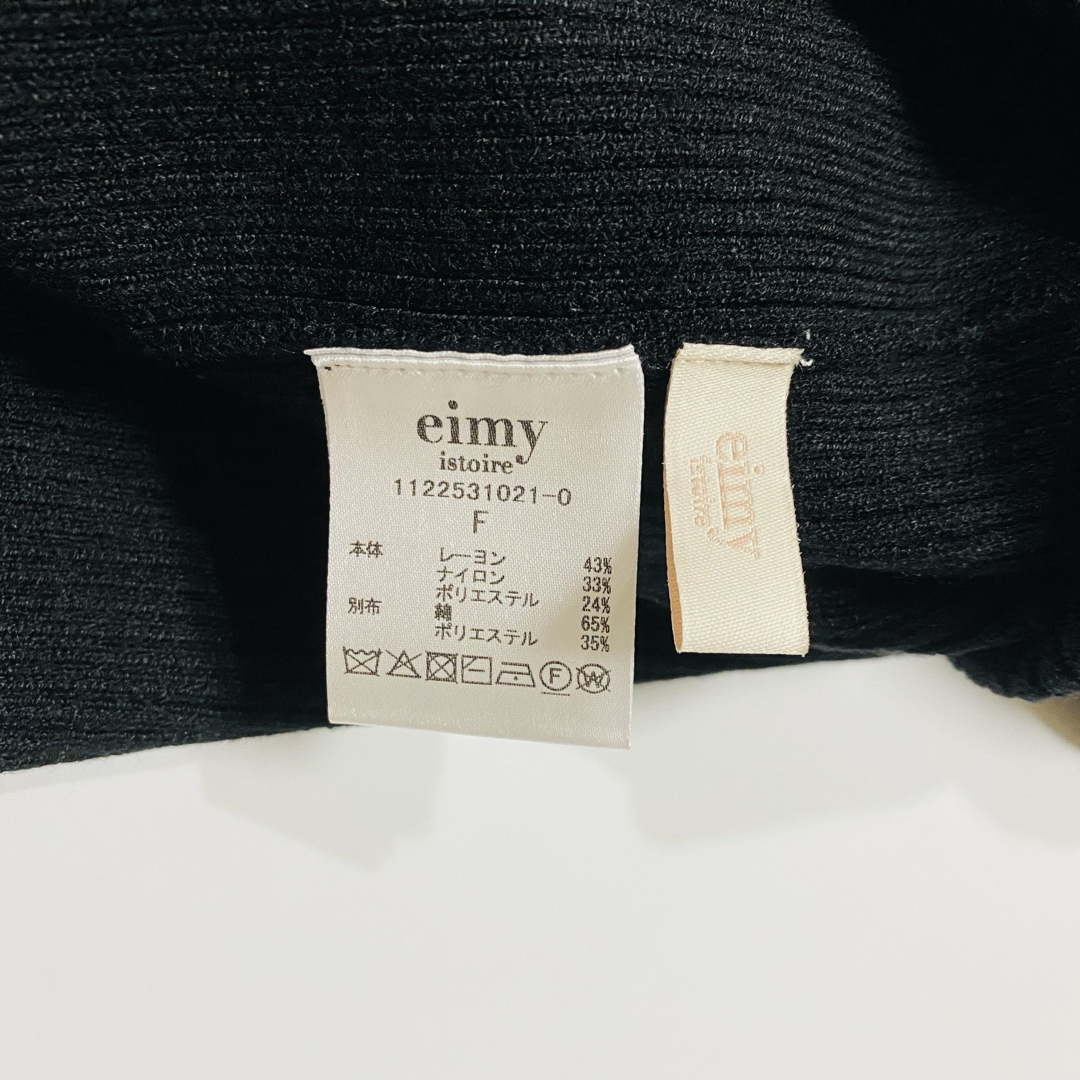 eimy
istoire
1122531021-0
F
本体 レーヨン 43%
ナイロン 33%
ポリエステル 24%
別布 綿 65%
ポリエステル 35%
F W
eimy
istoire